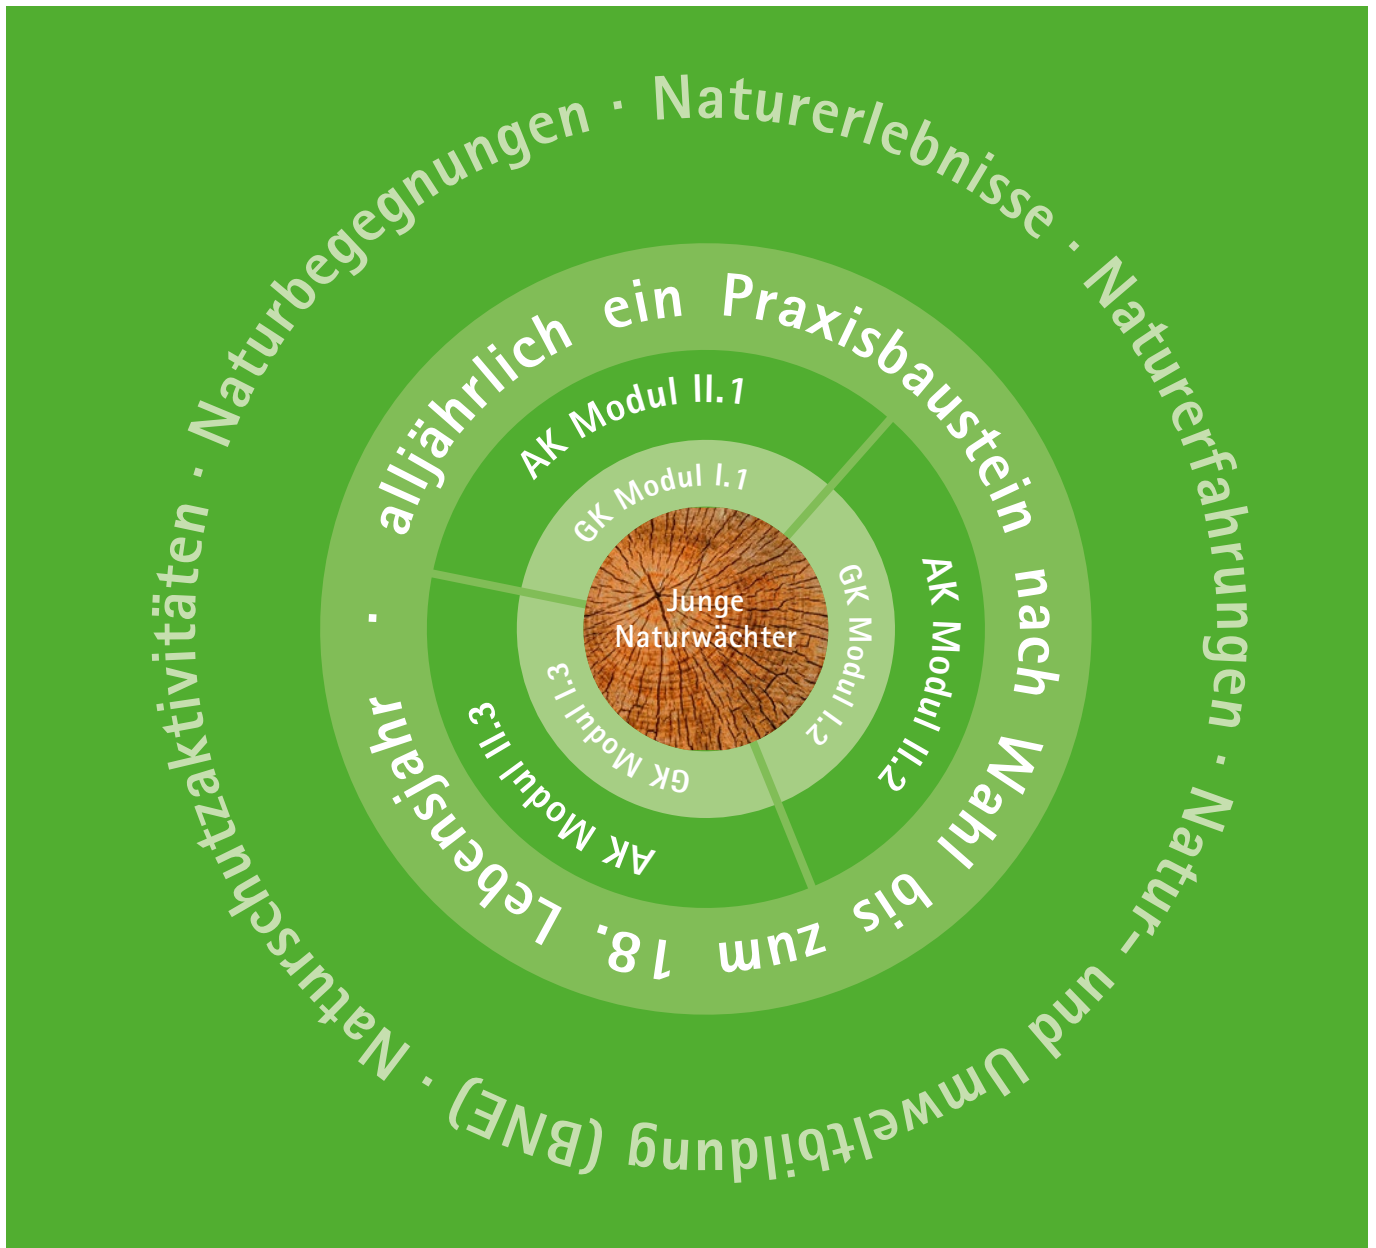 Naturbegegnungen · Naturerlebnisse · Naturerfahrungen · Natur- und Umweltbildung (BNE) · Naturschutzaktivitäten ·
alljährlich ein Praxisbaustein nach Wahl bis zum 18. Lebensjahr ·
AK Modul II.1
AK Modul II.2
AK Modul II.3
GK Modul I.1
GK Modul I.2
GK Modul I.3
Junge
Naturwächter